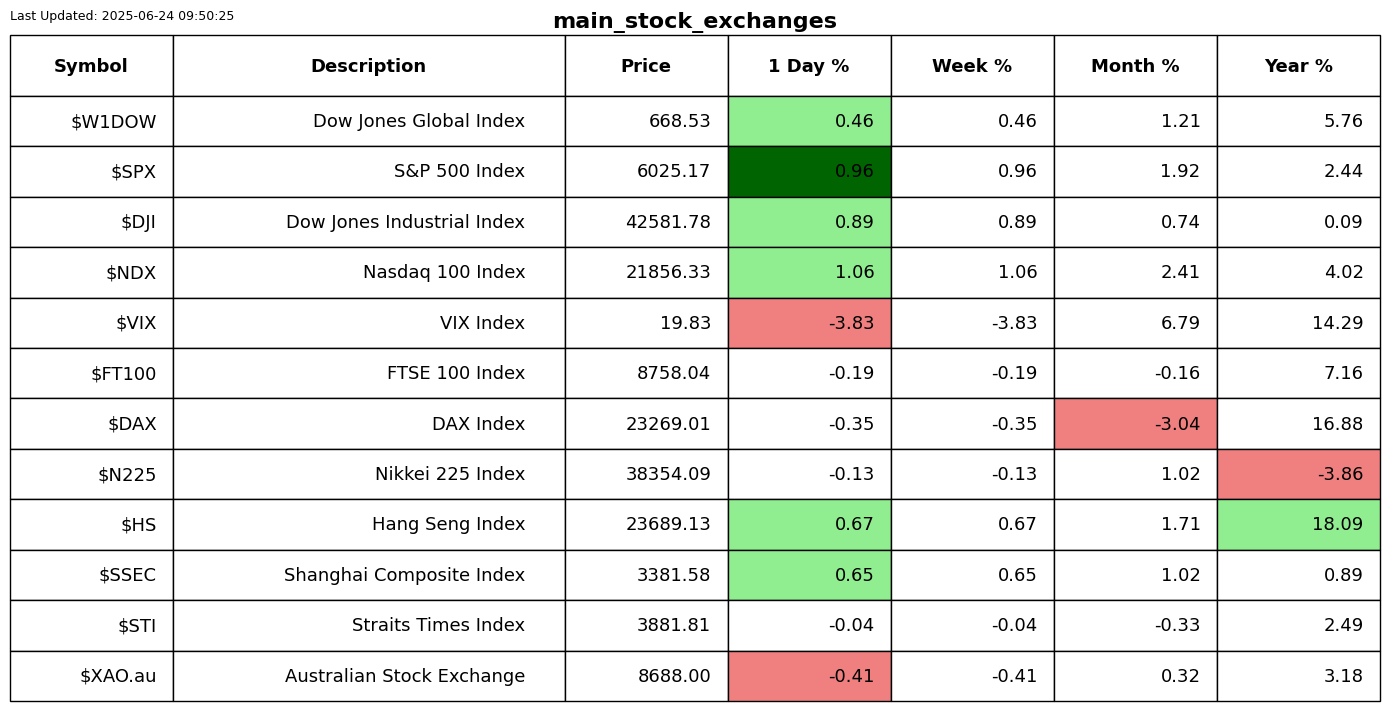 Last Updated: 2025-06-24 09:50:25
main_stock_exchanges
Symbol Description Price 1 Day % Week % Month % Year %
$W1DOW Dow Jones Global Index 668.53 0.46 0.46 1.21 5.76
$SPX S&P 500 Index 6025.17 0.96 0.96 1.92 2.44
$DJI Dow Jones Industrial Index 42581.78 0.89 0.89 0.74 0.09
$NDX Nasdaq 100 Index 21856.33 1.06 1.06 2.41 4.02
$VIX VIX Index 19.83 -3.83 -3.83 6.79 14.29
$FT100 FTSE 100 Index 8758.04 -0.19 -0.19 -0.16 7.16
$DAX DAX Index 23269.01 -0.35 -0.35 -3.04 16.88
$N225 Nikkei 225 Index 38354.09 -0.13 -0.13 1.02 -3.86
$HS Hang Seng Index 23689.13 0.67 0.67 1.71 18.09
$SSEC Shanghai Composite Index 3381.58 0.65 0.65 1.02 0.89
$STI Straits Times Index 3881.81 -0.04 -0.04 -0.33 2.49
$XAO.au Australian Stock Exchange 8688.00 -0.41 -0.41 0.32 3.18